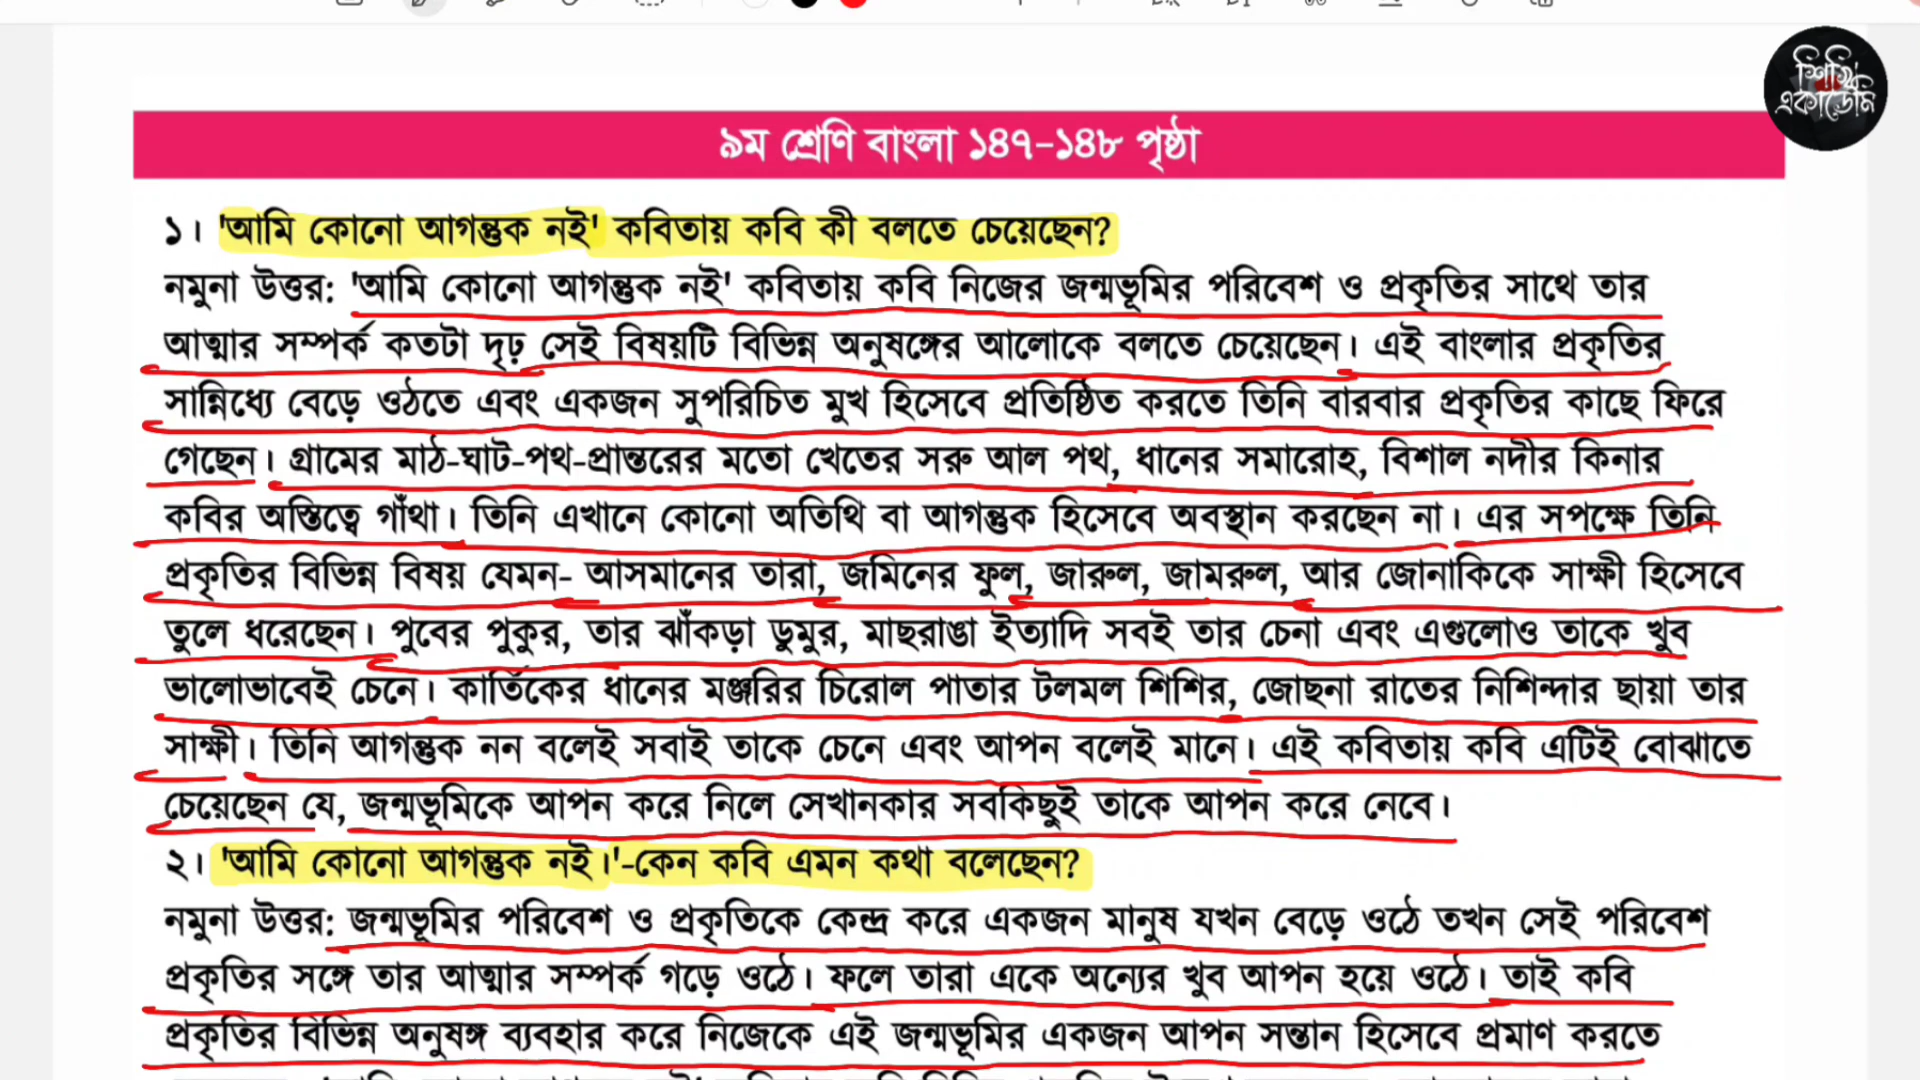 শিখি
একাডেমি
৯ম শ্রেণি বাংলা ১৪৭-১৪৮ পৃষ্ঠা
১। 'আমি কোনো আগন্তুক নই' কবিতায় কবি কী বলতে চেয়েছেন?
নমুনা উত্তর: 'আমি কোনো আগন্তুক নই' কবিতায় কবি নিজের জন্মভূমির পরিবেশ ও প্রকৃতির সাথে তার
আত্মার সম্পর্ক কতটা দৃঢ় সেই বিষয়টি বিভিন্ন অনুষঙ্গের আলোকে বলতে চেয়েছেন। এই বাংলার প্রকৃতির
সান্নিধ্যে বেড়ে ওঠতে এবং একজন সুপরিচিত মুখ হিসেবে প্রতিষ্ঠিত করতে তিনি বারবার প্রকৃতির কাছে ফিরে
গেছেন। গ্রামের মাঠ-ঘাট-পথ-প্রান্তরের মতো খেতের সরু আল পথ, ধানের সমারোহ, বিশাল নদীর কিনার
কবির অস্তিত্বে গাঁথা। তিনি এখানে কোনো অতিথি বা আগন্তুক হিসেবে অবস্থান করছেন না। এর সপক্ষে তিনি
প্রকৃতির বিভিন্ন বিষয় যেমন- আসমানের তারা, জমিনের ফুল, জারুল, জামরুল, আর জোনাকিকে সাক্ষী হিসেবে
তুলে ধরেছেন। পুবের পুকুর, তার ঝাঁকড়া ডুমুর, মাছরাঙা ইত্যাদি সবই তার চেনা এবং এগুলোও তাকে খুব
ভালোভাবেই চেনে। কার্তিকের ধানের মঞ্জরির চিরোল পাতার টলমল শিশির, জোছনা রাতের নিশিন্দার ছায়া তার
সাক্ষী। তিনি আগন্তুক নন বলেই সবাই তাকে চেনে এবং আপন বলেই মানে। এই কবিতায় কবি এটিই বোঝাতে
চেয়েছেন যে, জন্মভূমিকে আপন করে নিলে সেখানকার সবকিছুই তাকে আপন করে নেবে।
২। 'আমি কোনো আগন্তুক নই।'-কেন কবি এমন কথা বলেছেন?
নমুনা উত্তর: জন্মভূমির পরিবেশ ও প্রকৃতিকে কেন্দ্র করে একজন মানুষ যখন বেড়ে ওঠে তখন সেই পরিবেশ
প্রকৃতির সঙ্গে তার আত্মার সম্পর্ক গড়ে ওঠে। ফলে তারা একে অন্যের খুব আপন হয়ে ওঠে। তাই কবি
প্রকৃতির বিভিন্ন অনুষঙ্গ ব্যবহার করে নিজেকে এই জন্মভূমির একজন আপন সন্তান হিসেবে প্রমাণ করতে